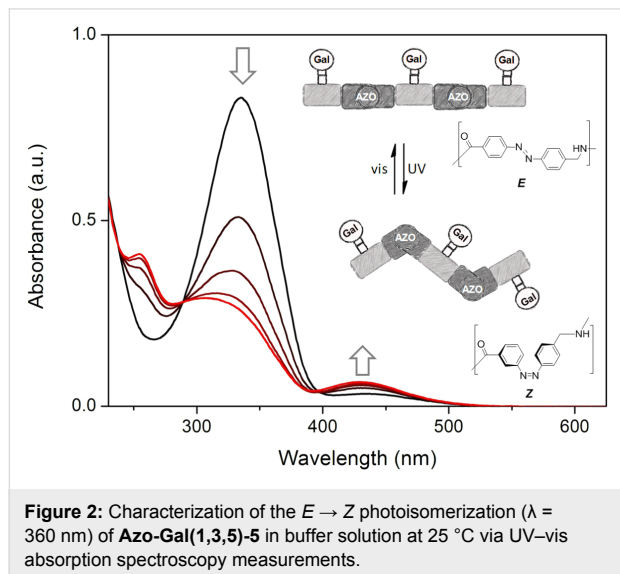 1.0
0.5
0.0
Absorbance (a.u.)
300
400
500
600
Wavelength (nm)
Gal
Gal
Gal
AZO
AZO
vis
UV
O
N
N
HN
E
Gal
AZO
Gal
AZO
Gal
O
N=N
NH
Z
Figure 2: Characterization of the E → Z photoisomerization (λ =
360 nm) of Azo-Gal(1,3,5)-5 in buffer solution at 25 °C via UV–vis
absorption spectroscopy measurements.